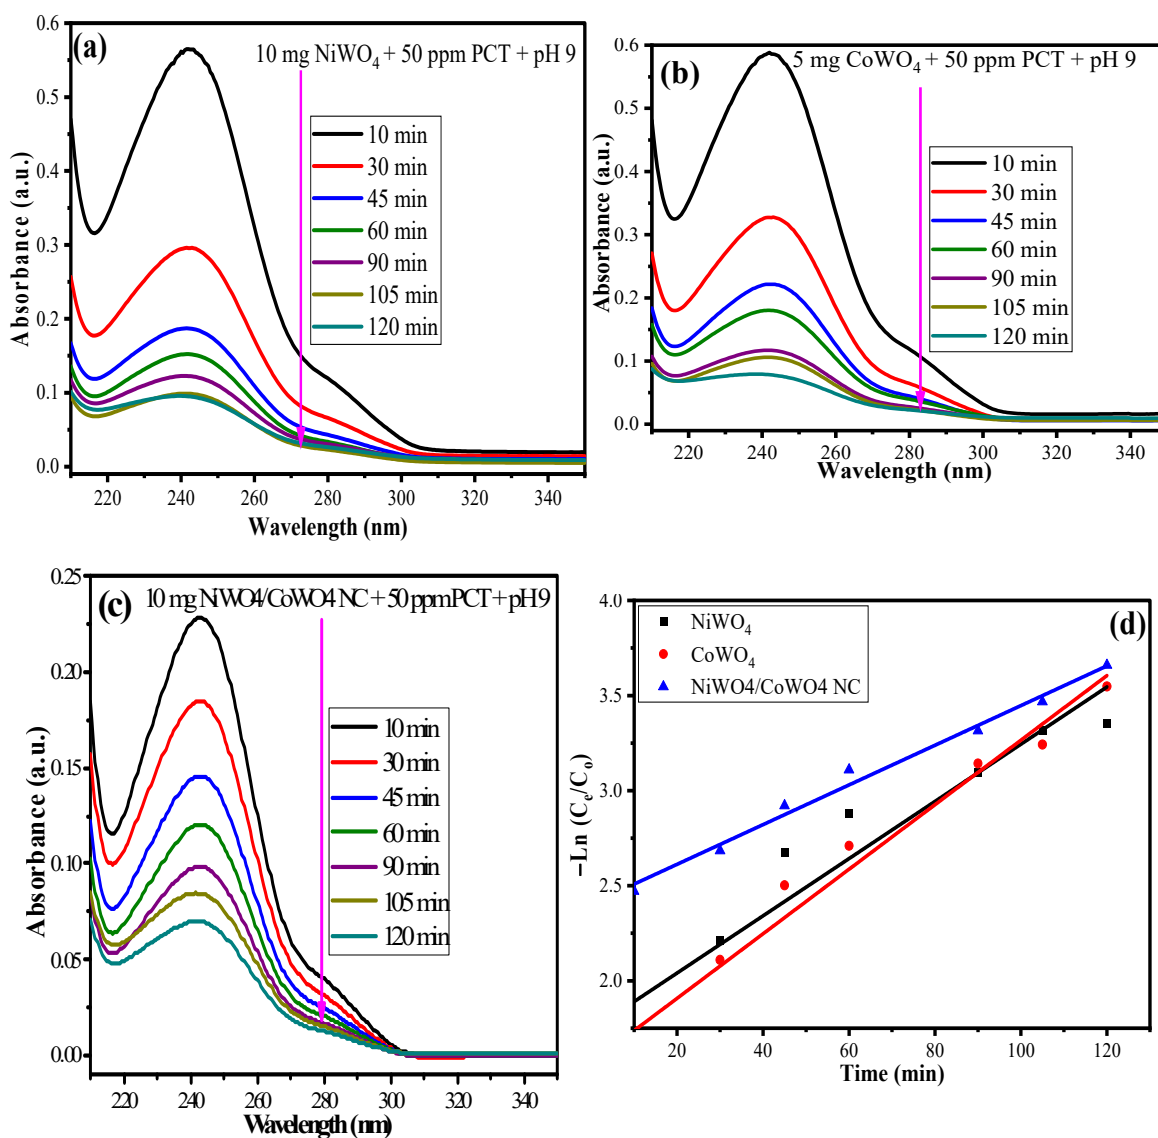 (a)
10 mg NiWO4 + 50 ppm PCT + pH 9
10 min
30 min
45 min
60 min
90 min
105 min
120 min
0.6
0.5
0.4
0.3
0.2
0.1
0.0
Absorbance (a.u.)
220 240 260 280 300 320 340
Wavelength (nm)
(b)
5 mg CoWO4 + 50 ppm PCT + pH 9
10 min
30 min
45 min
60 min
90 min
105 min
120 min
0.6
0.5
0.4
0.3
0.2
0.1
0.0
Absorbance (a.u.)
220 240 260 280 300 320 340
Wavelength (nm)
(c)
10 mg NiWO4/CoWO4 NC + 50 ppm PCT + pH 9
10 min
30 min
45 min
60 min
90 min
105 min
120 min
0.25
0.20
0.15
0.10
0.05
0.00
Absorbance (a.u.)
220 240 260 280 300 320 340
Wavelength (nm)
(d)
NiWO4
CoWO4
NiWO4/CoWO4 NC
4.0
3.5
3.0
2.5
2.0
−Ln (Ce/Co)
20 40 60 80 100 120
Time (min)